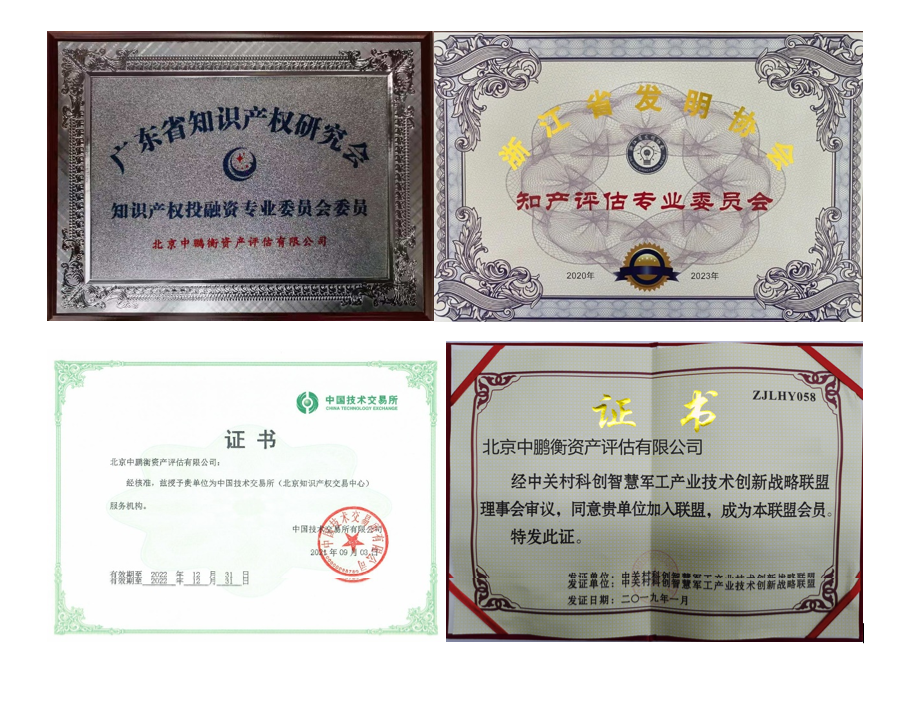 广东省知识产权研究会
知识产权投融资专业委员会委员
北京中鹏衡资产评估有限公司
浙江省发明协会
知产评估专业委员会
2020年 2023年
中国技术交易所
CHINA TECHNOLOGY EXCHANGE
证书
北京中鹏衡资产评估有限公司：
经核准，兹授予贵单位为中国技术交易所（北京知识产权交易中心）
服务机构。
中国技术交易所有限公司
2021年09月03日
有效期至 2022 年 12 月 31 日
有效期至 2022 年 12 月 31 日
ZJLHY058
证书
北京中鹏衡资产评估有限公司
经中关村科创智慧军工产业技术创新战略联盟
理事会审议，同意贵单位加入联盟，成为本联盟会员。
特发此证。
发证单位：中关村科创智慧军工产业技术创新战略联盟
发证日期：二〇一九年一月